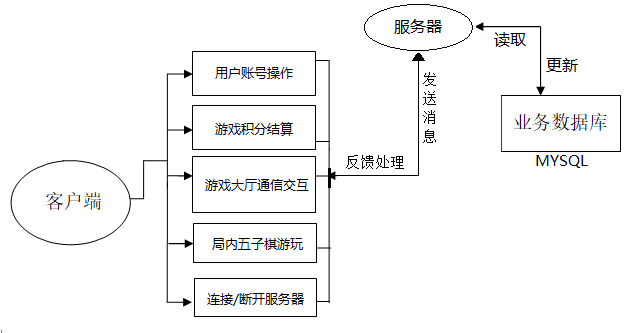 服务器
读取
更新
用户账号操作
发送消息
游戏积分结算
业务数据库
MYSQL
反馈处理
客户端
游戏大厅通信交互
局内五子棋游玩
连接/断开服务器